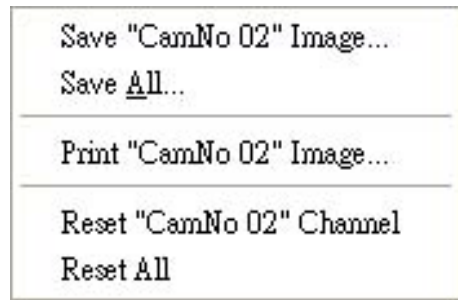 Save "CamNo 02" Image...
Save All...
Print "CamNo 02" Image...
Reset "CamNo 02" Channel
Reset All